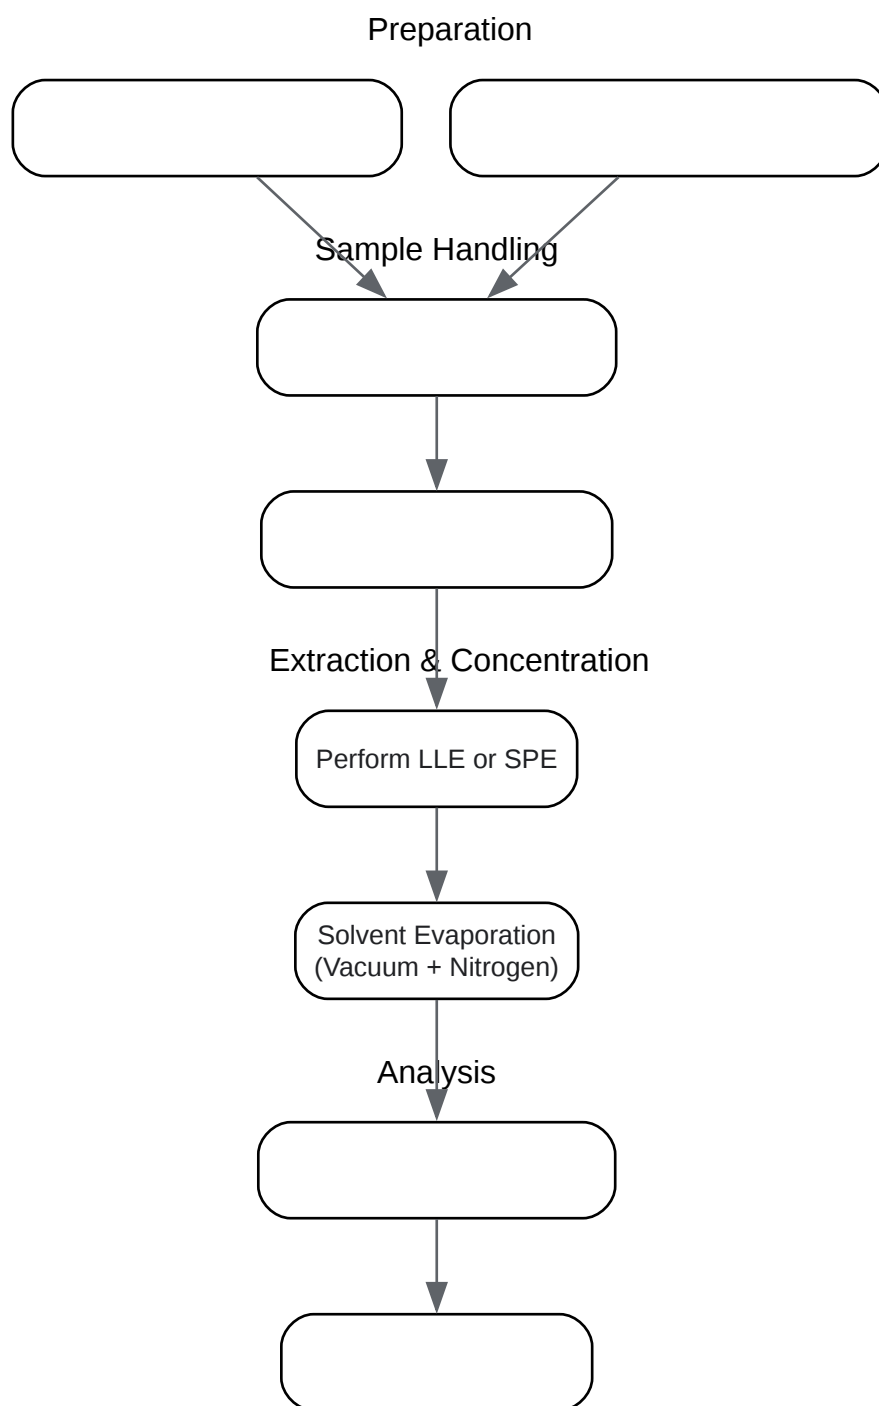 Preparation
Sample Handling
Extraction & Concentration
Perform LLE or SPE
Solvent Evaporation
(Vacuum + Nitrogen)
Analysis